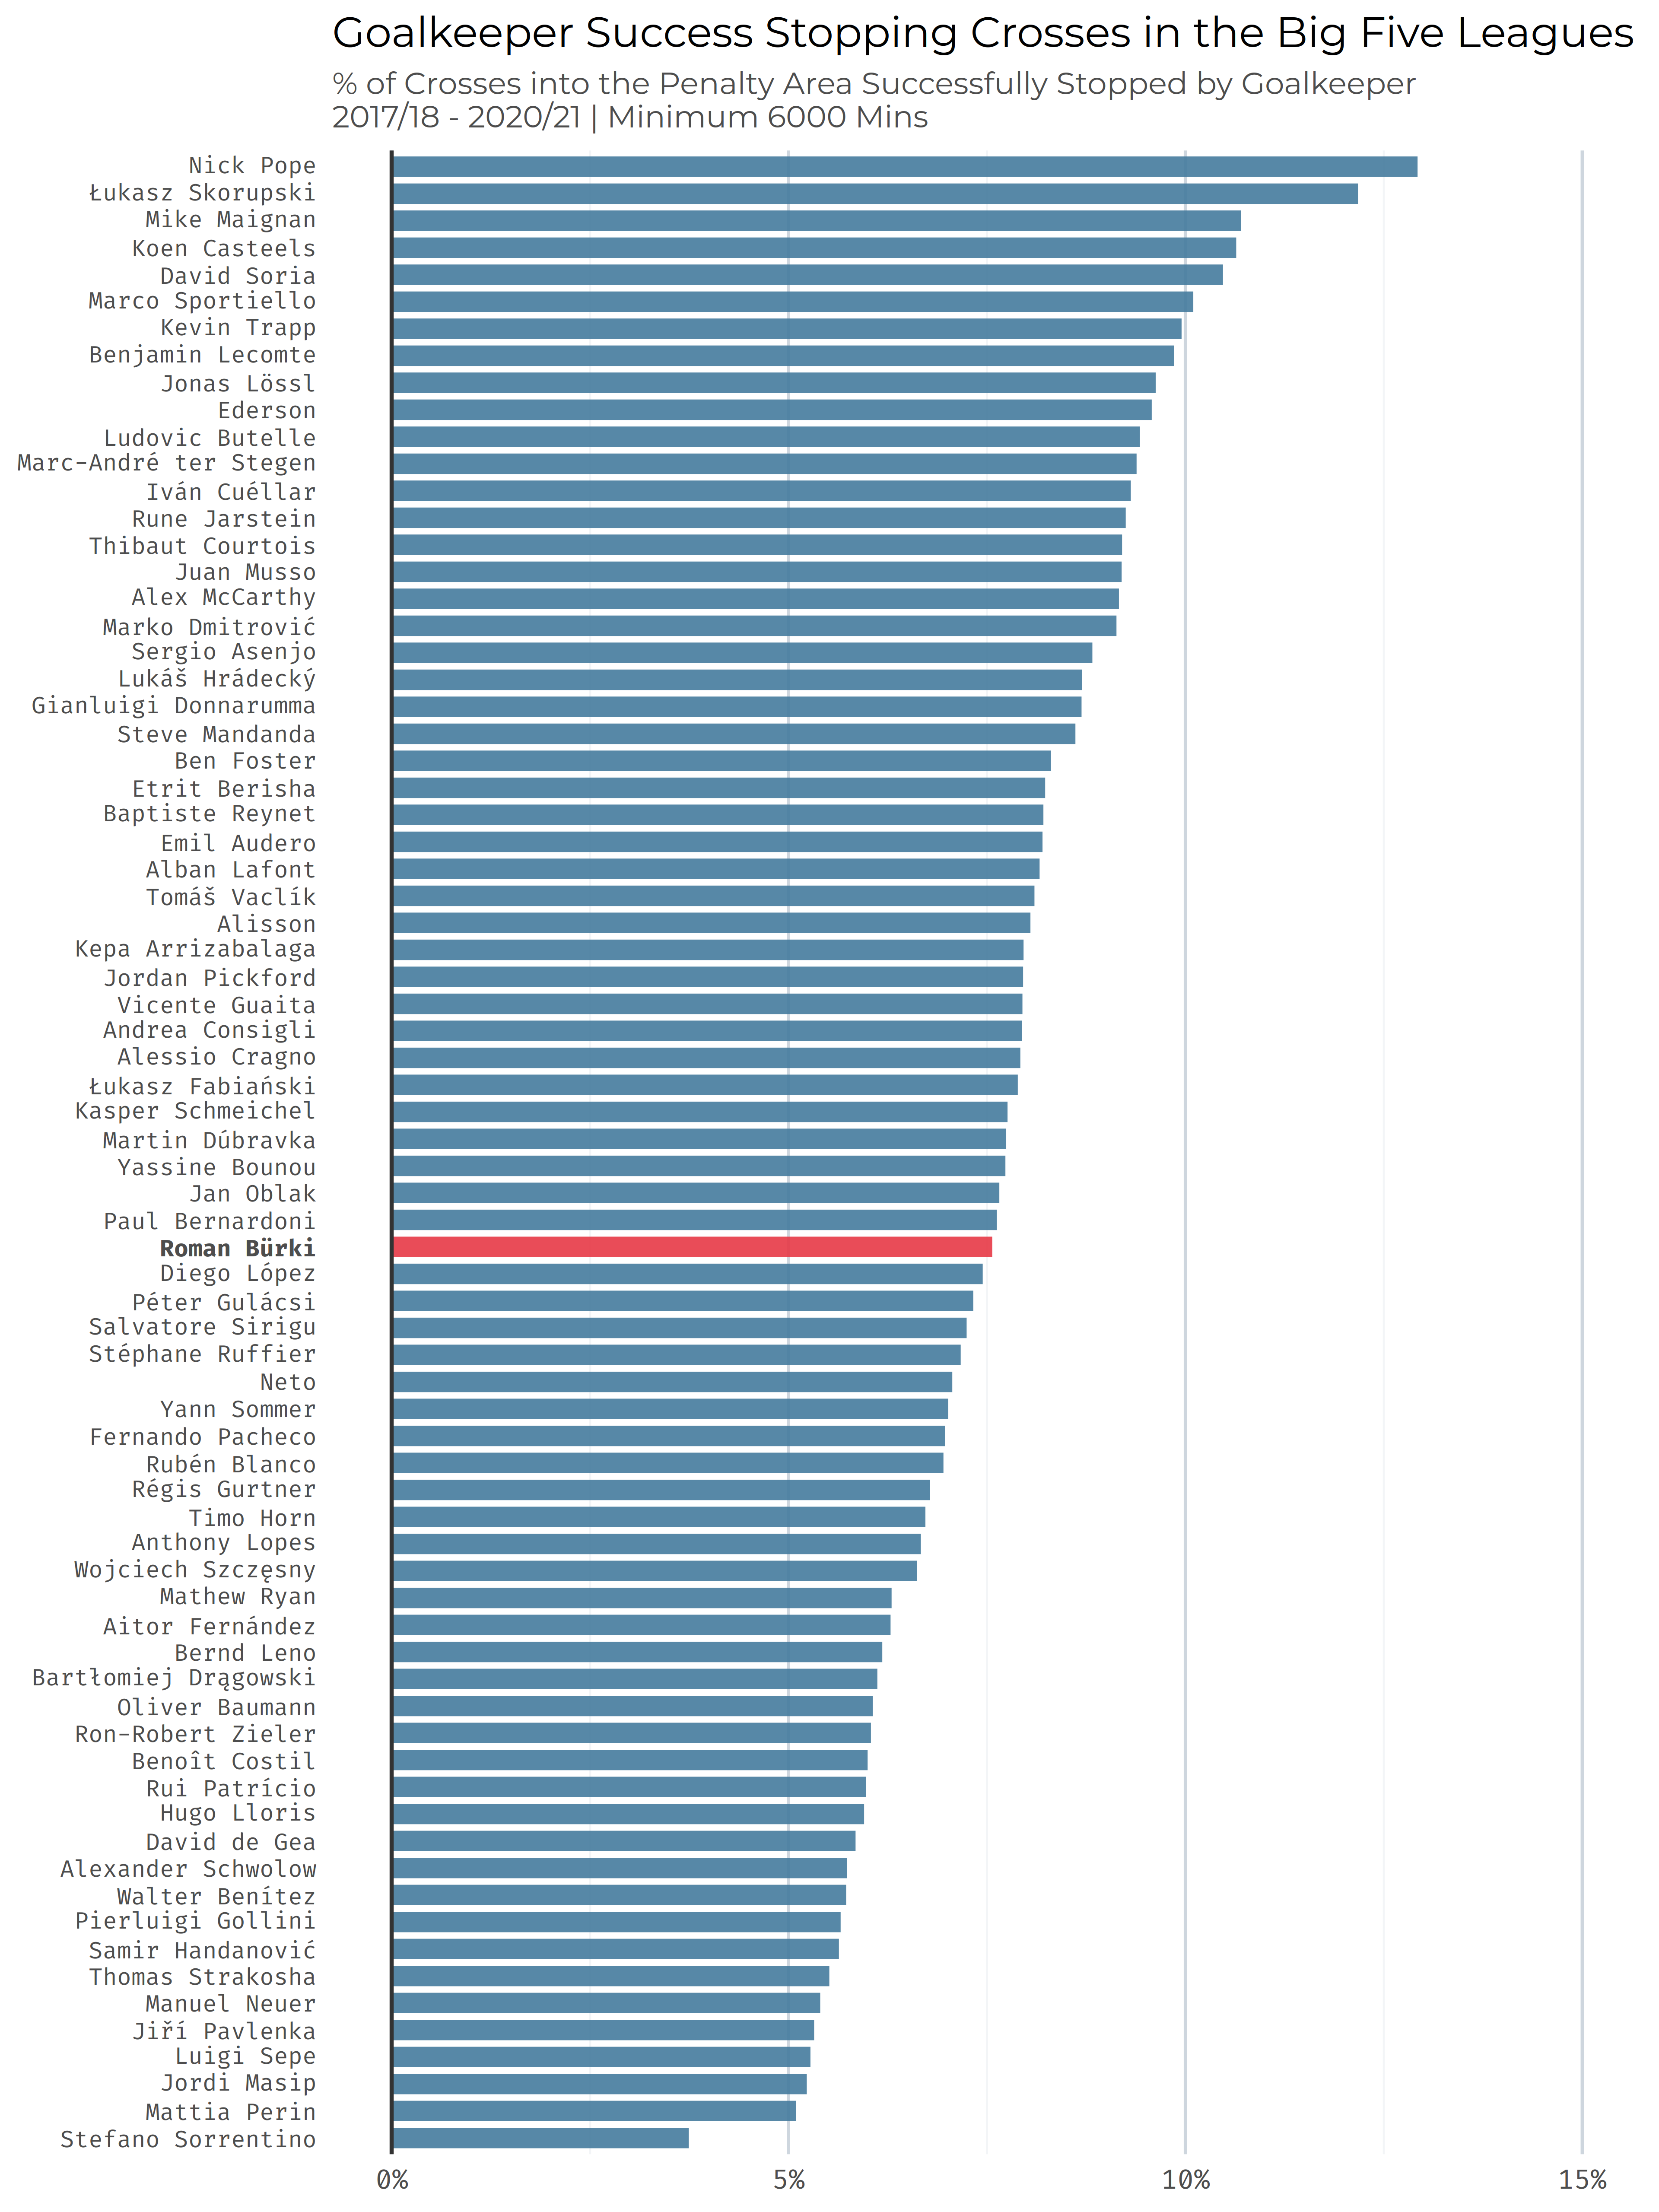 Goalkeeper Success Stopping Crosses in the Big Five Leagues
% of Crosses into the Penalty Area Successfully Stopped by Goalkeeper
2017/18 - 2020/21 | Minimum 6000 Mins
Nick Pope
Łukasz Skorupski
Mike Maignan
Koen Casteels
David Soria
Marco Sportiello
Kevin Trapp
Benjamin Lecomte
Jonas Lössl
Ederson
Ludovic Butelle
Marc-André ter Stegen
Iván Cuéllar
Rune Jarstein
Thibaut Courtois
Juan Musso
Alex McCarthy
Marko Dmitrović
Sergio Asenjo
Lukáš Hrádecký
Gianluigi Donnarumma
Steve Mandanda
Ben Foster
Etrit Berisha
Baptiste Reynet
Emil Audero
Alban Lafont
Tomáš Vaclík
Alisson
Kepa Arrizabalaga
Jordan Pickford
Vicente Guaita
Andrea Consigli
Alessio Cragno
Łukasz Fabiański
Kasper Schmeichel
Martin Dúbravka
Yassine Bounou
Jan Oblak
Paul Bernardoni
Roman Bürki
Diego López
Péter Gulácsi
Salvatore Sirigu
Stéphane Ruffier
Neto
Yann Sommer
Fernando Pacheco
Rubén Blanco
Régis Gurtner
Timo Horn
Anthony Lopes
Wojciech Szczęsny
Mathew Ryan
Aitor Fernández
Bernd Leno
Bartłomiej Drągowski
Oliver Baumann
Ron-Robert Zieler
Benoît Costil
Rui Patrício
Hugo Lloris
David de Gea
Alexander Schwolow
Walter Benítez
Pierluigi Gollini
Samir Handanović
Thomas Strakosha
Manuel Neuer
Jiří Pavlenka
Luigi Sepe
Jordi Masip
Mattia Perin
Stefano Sorrentino
0% 5% 10% 15%